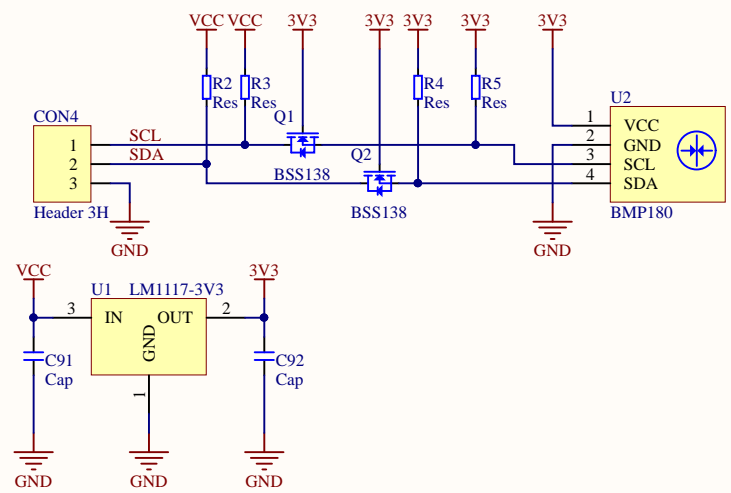 VCC VCC 3V3 3V3 3V3 3V3 3V3
R2 R3 R4 R5
Res Res Res Res
U2
CON4
Q1
1 SCL
2 SDA
3
Header 3H
GND
BSS138
Q2
BSS138
1 VCC
2 GND
3 SCL
4 SDA
BMP180
GND
VCC
3V3
U1 LM1117-3V3
3 IN OUT 2
GND
1
C91
Cap
C92
Cap
GND GND GND